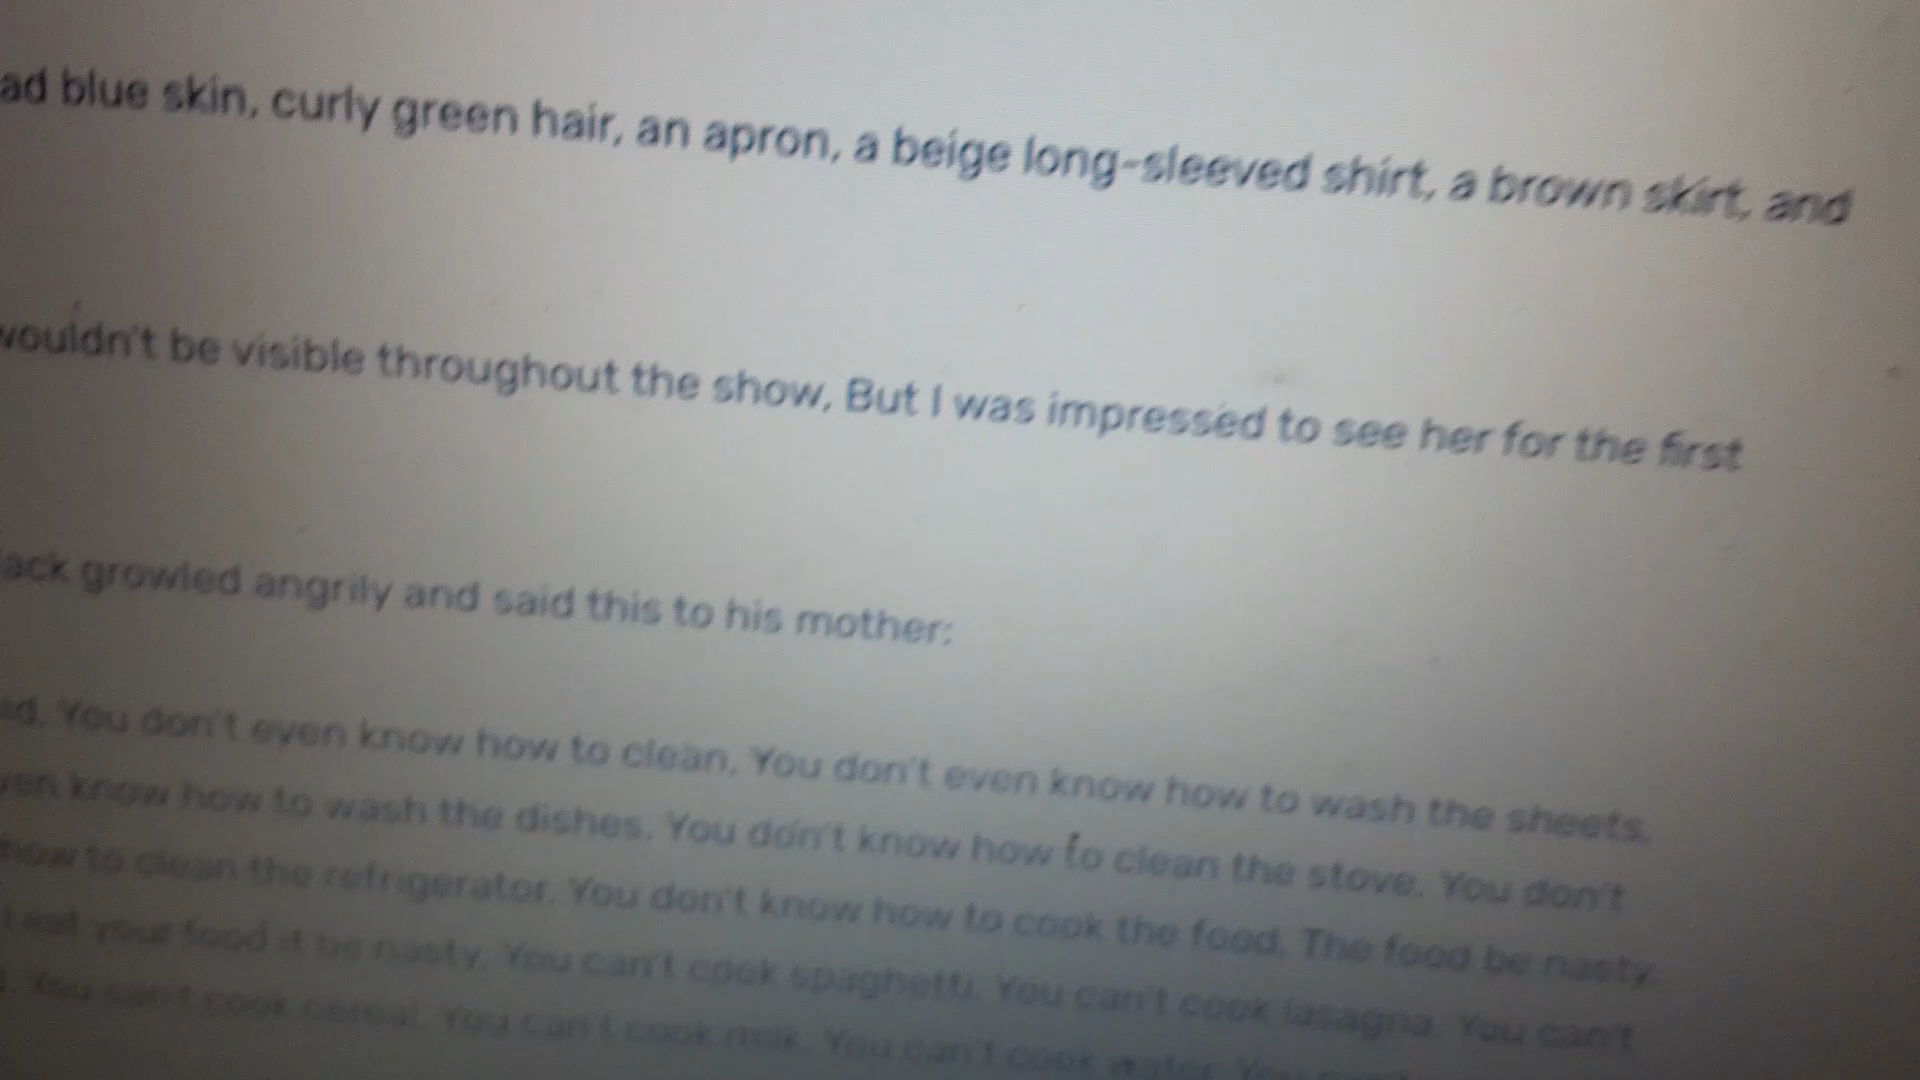 ad blue skin, curly green hair, an apron, a beige long-sleeved shirt, a brown skirt, and
wouldn't be visible throughout the show, But I was impressed to see her for the first
ack growled angrily and said this to his mother:
You don't even know how to clean. You don't even know how to wash the sheets.
know how to wash the dishes. You don't know how to clean the stove. You don't
how to clean the refrigerator. You don't know how to cook the food. The food be nasty.
eat your food it be nasty. You can't cook spaghetti. You can't cook lasagna. You can't
You can't cook cereal. You can't cook milk. You can't cook water.